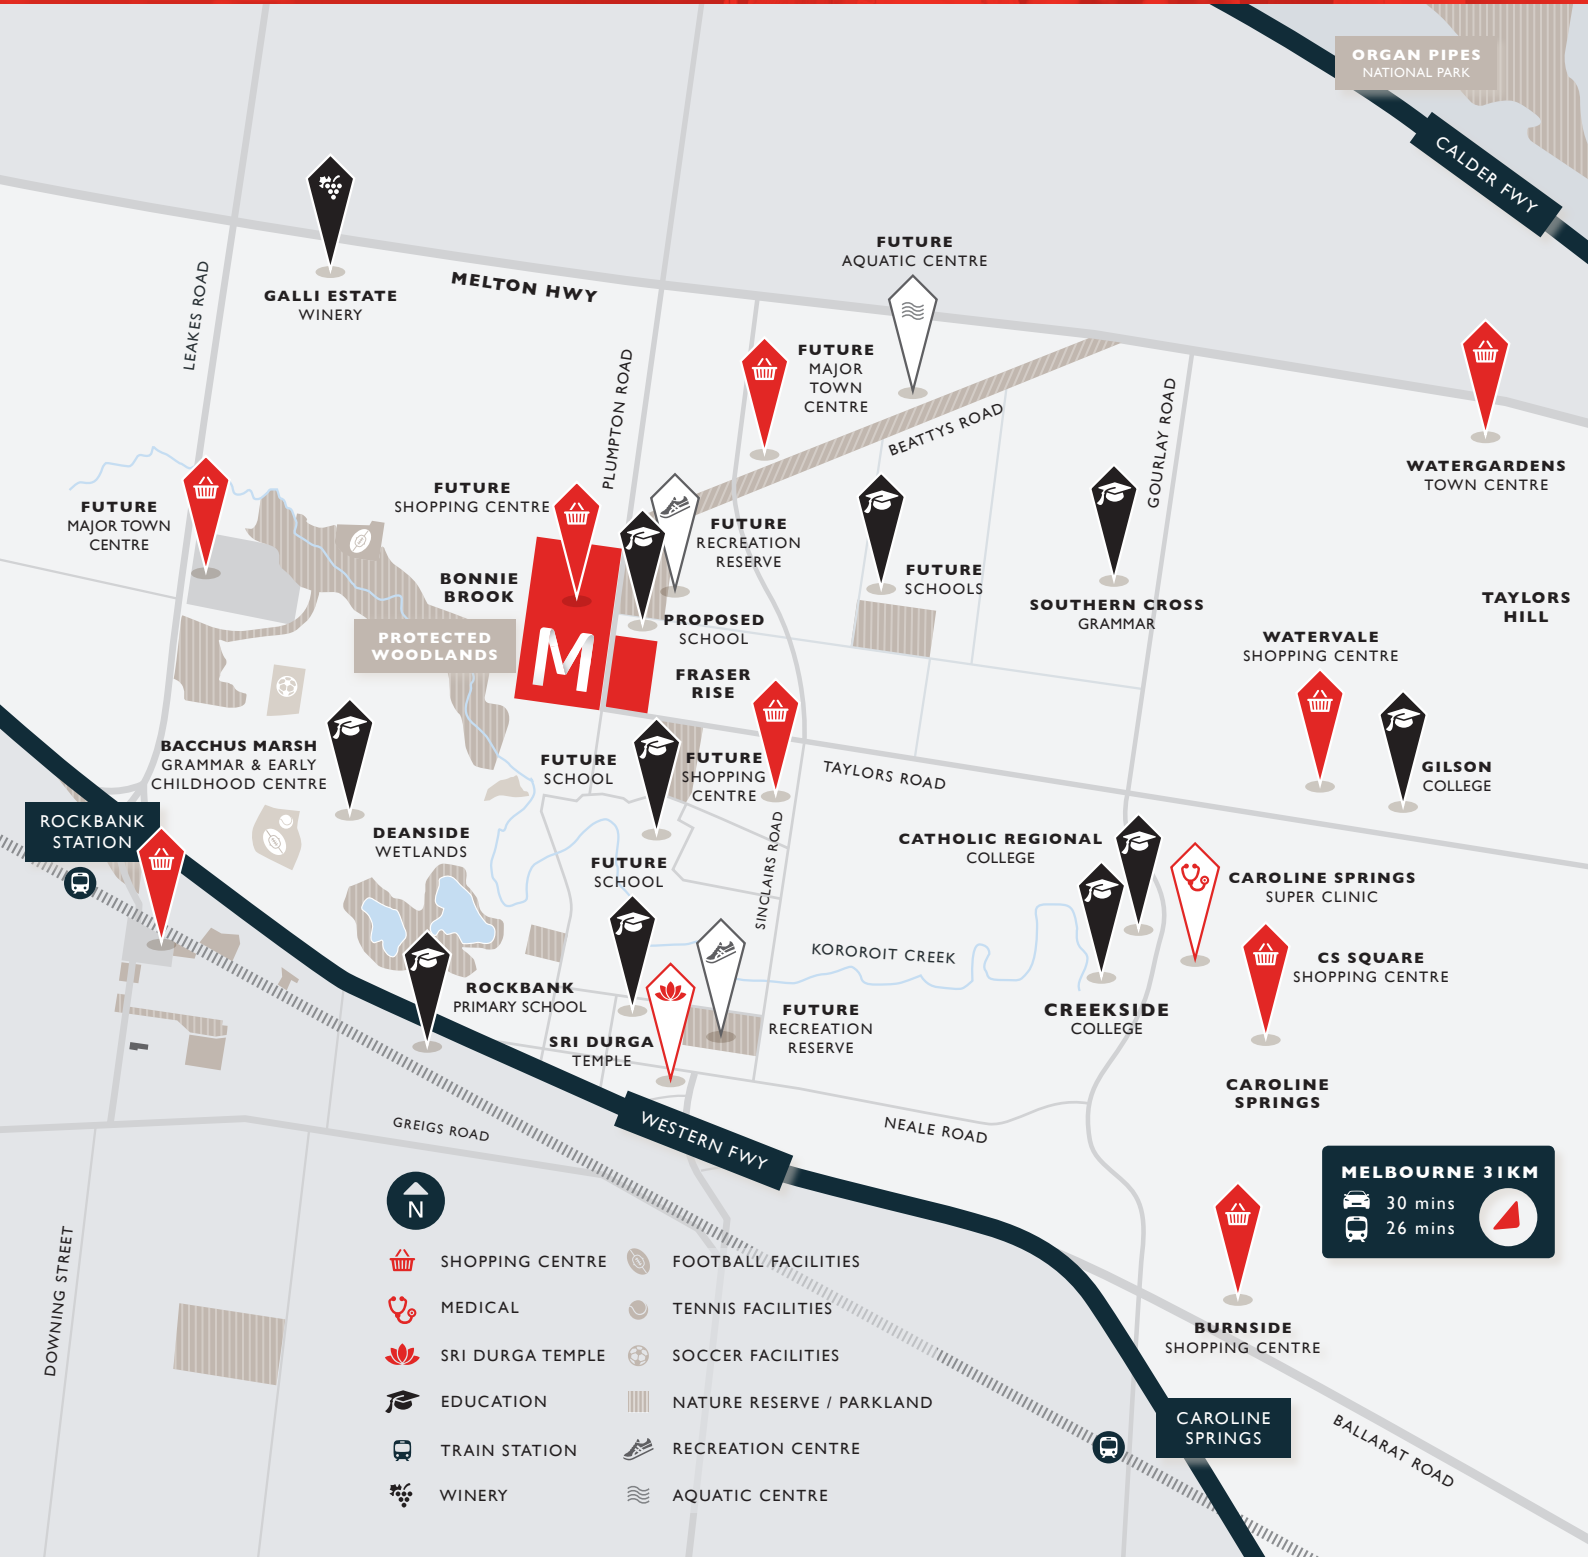 ORGAN PIPES
NATIONAL PARK
CALDER FWY
FUTURE
AQUATIC CENTRE
LEAKES ROAD
GALLI ESTATE
WINERY
MELTON HWY
FUTURE
MAJOR
TOWN
CENTRE
PLUMPTON ROAD
BEATTYS ROAD
GOURLAY ROAD
WATERGARDENS
TOWN CENTRE
FUTURE
MAJOR TOWN
CENTRE
FUTURE
SHOPPING CENTRE
FUTURE
RECREATION
RESERVE
FUTURE
SCHOOLS
BONNIE
BROOK
SOUTHERN CROSS
GRAMMAR
TAYLORS
HILL
PROTECTED
WOODLANDS
M
PROPOSED
SCHOOL
WATERVALE
SHOPPING CENTRE
FRASER
RISE
BACCHUS MARSH
GRAMMAR & EARLY
CHILDHOOD CENTRE
FUTURE
SCHOOL
FUTURE
SHOPPING
CENTRE
TAYLORS ROAD
GILSON
COLLEGE
ROCKBANK
STATION
DEANSIDE
WETLANDS
CATHOLIC REGIONAL
COLLEGE
FUTURE
SCHOOL
SINCLAIRS ROAD
CAROLINE SPRINGS
SUPER CLINIC
KOROROIT CREEK
CS SQUARE
SHOPPING CENTRE
ROCKBANK
PRIMARY SCHOOL
FUTURE
RECREATION
RESERVE
CREEKSIDE
COLLEGE
SRI DURGA
TEMPLE
CAROLINE
SPRINGS
GREIGS ROAD
WESTERN FWY
NEALE ROAD
MELBOURNE 31KM
30 mins
26 mins
N
DOWNING STREET
SHOPPING CENTRE
MEDICAL
SRI DURGA TEMPLE
EDUCATION
TRAIN STATION
WINERY
FOOTBALL FACILITIES
TENNIS FACILITIES
SOCCER FACILITIES
NATURE RESERVE / PARKLAND
RECREATION CENTRE
AQUATIC CENTRE
BURNSIDE
SHOPPING CENTRE
CAROLINE
SPRINGS
BALLARAT ROAD